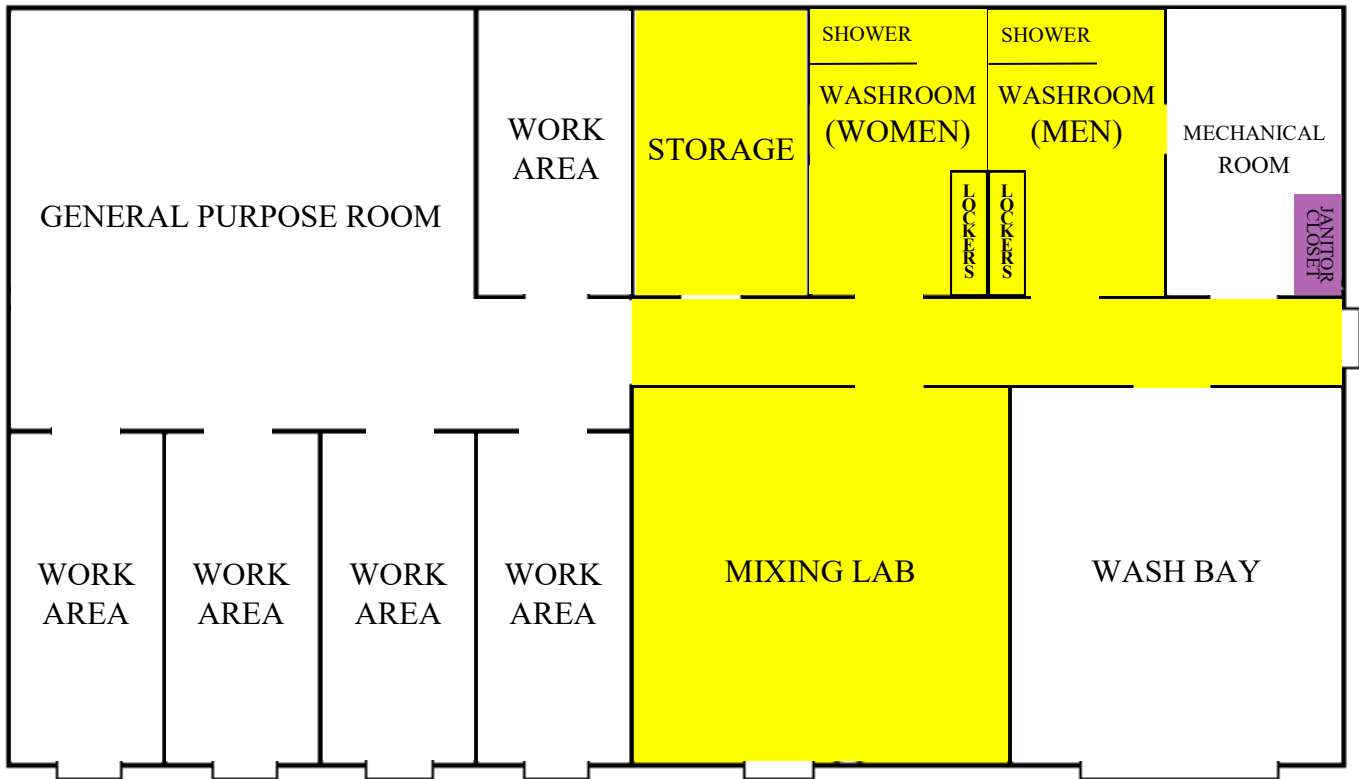 SHOWER
SHOWER
WASHROOM
(WOMEN)
WASHROOM
(MEN)
WORK
AREA
STORAGE
MECHANICAL
ROOM
GENERAL PURPOSE ROOM
LOCKERS
LOCKERS
JANITOR
CLOSET
WORK
AREA
WORK
AREA
WORK
AREA
WORK
AREA
MIXING LAB
WASH BAY